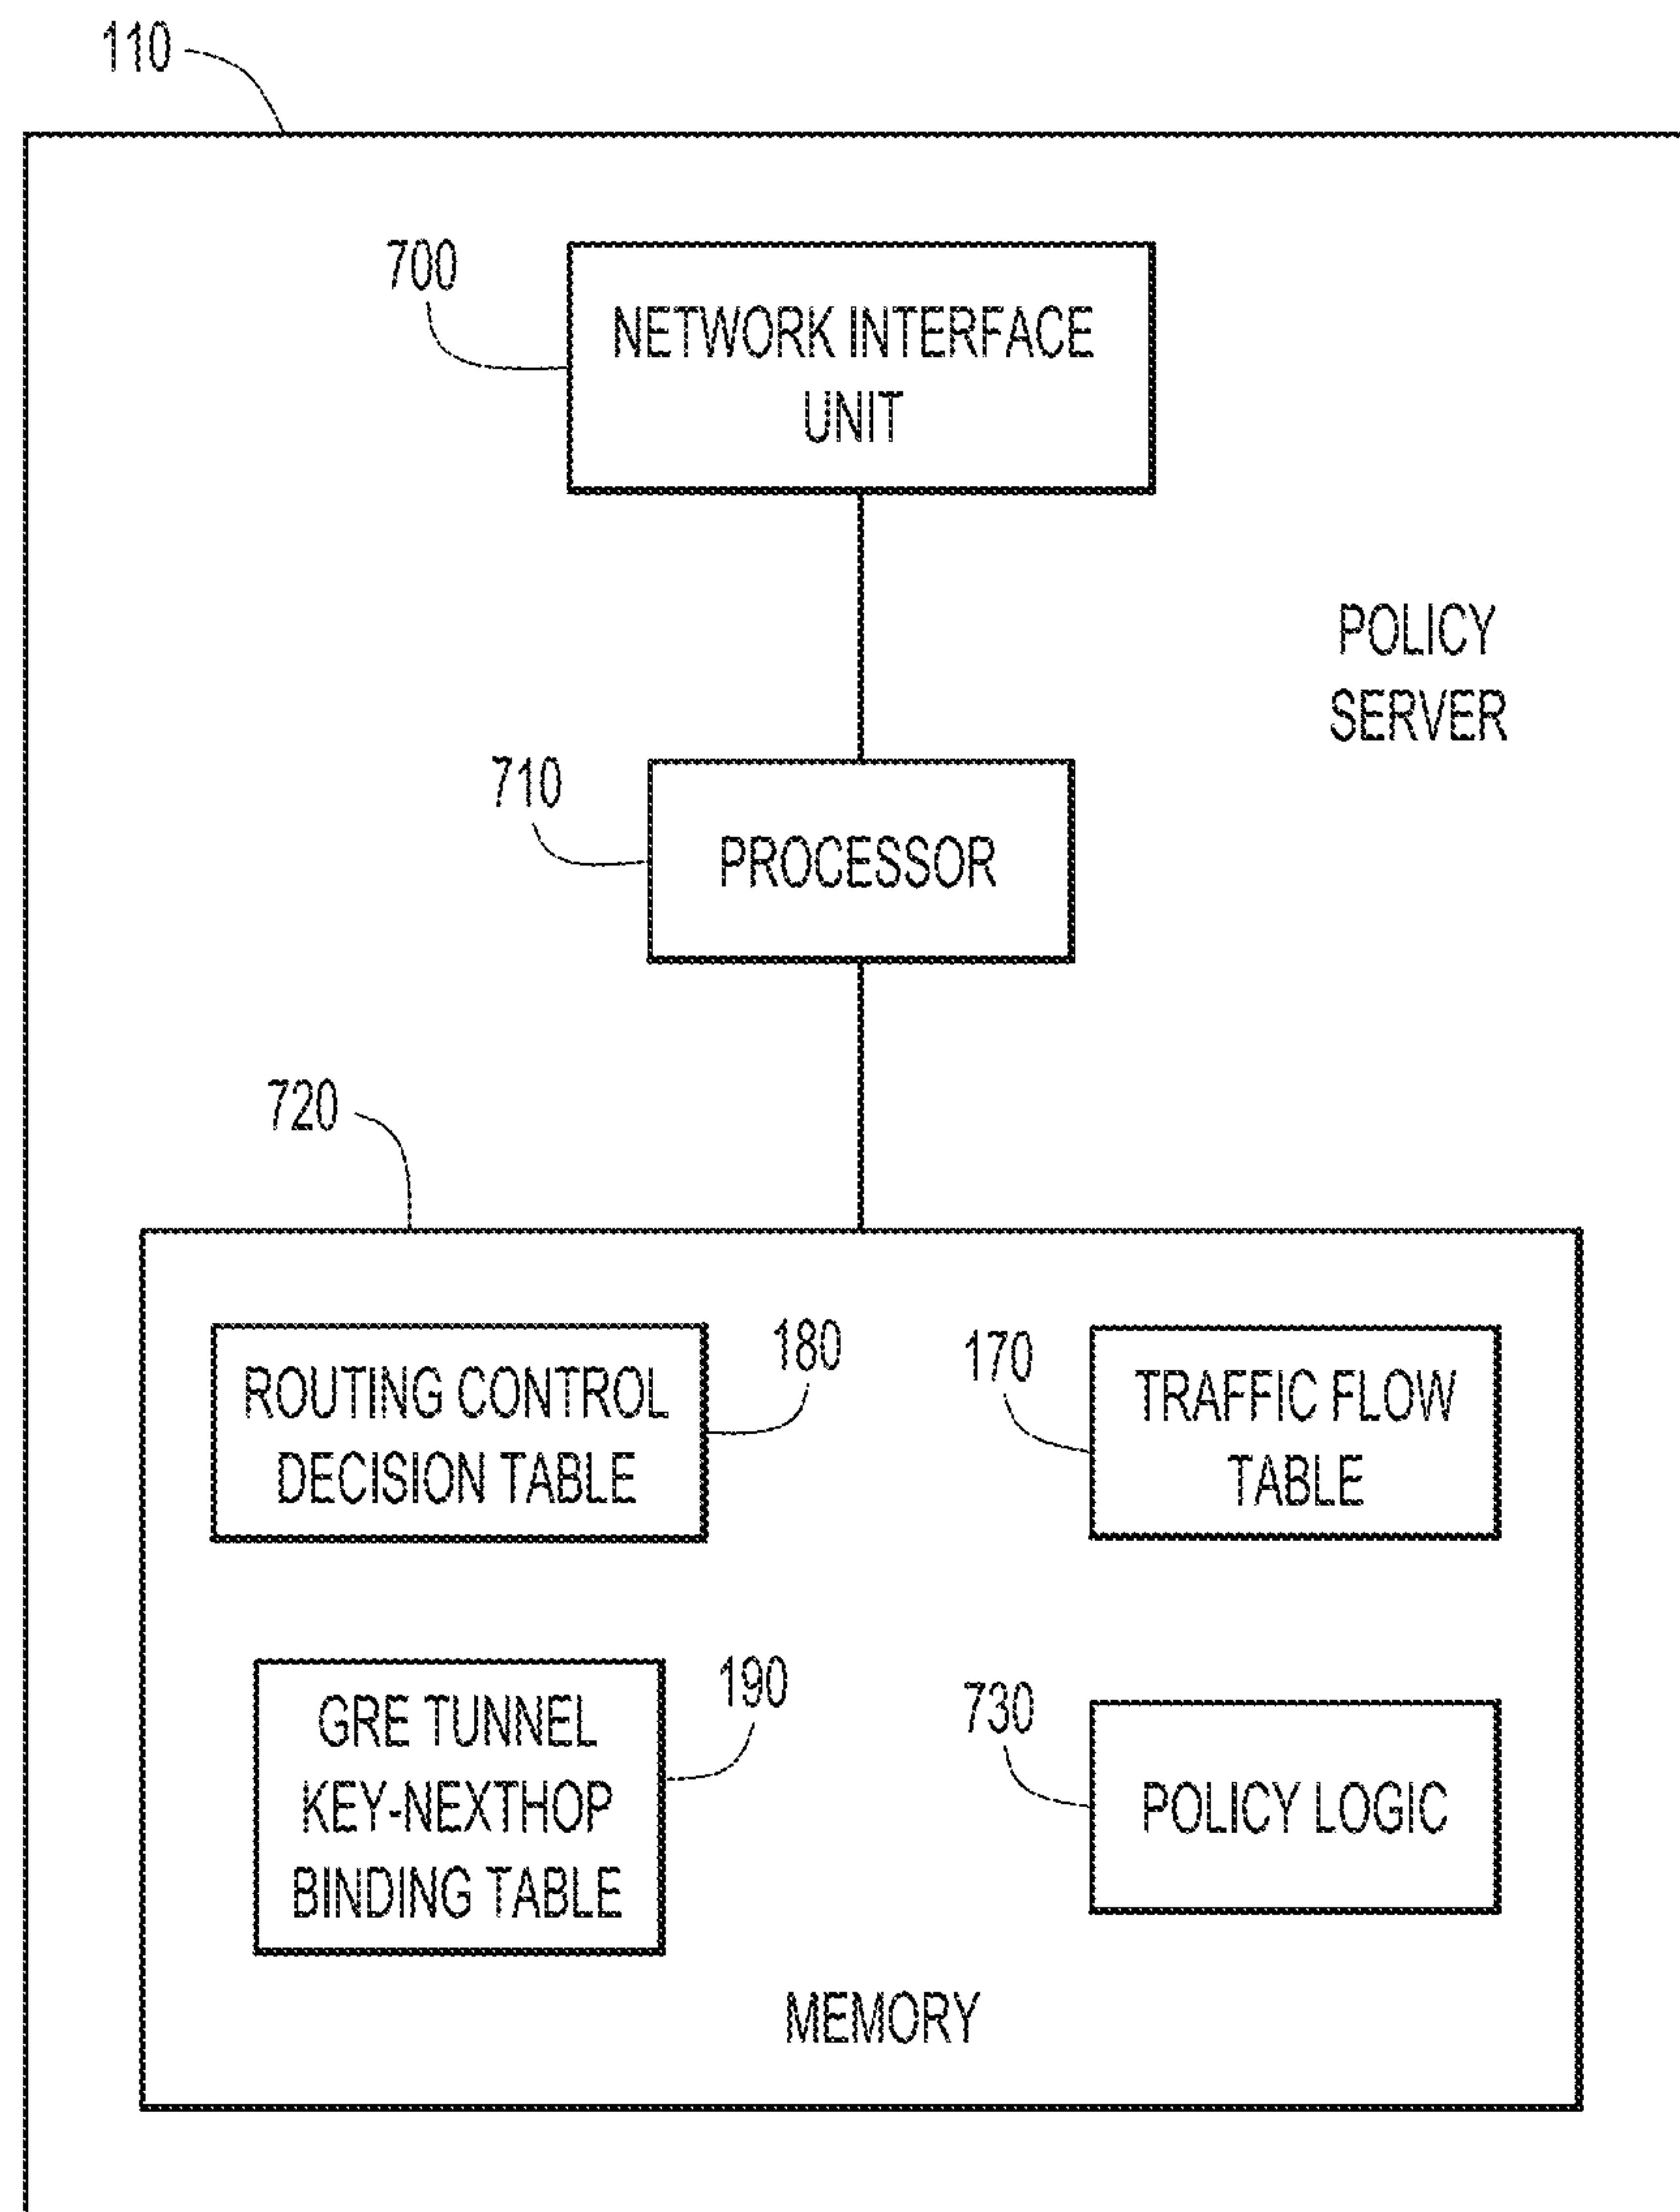 110
700
NETWORK INTERFACE
UNIT
POLICY
SERVER
710
PROCESSOR
720
180
170
ROUTING CONTROL
DECISION TABLE
TRAFFIC FLOW
TABLE
190
730
GRE TUNNEL
KEY-NEXTHOP
BINDING TABLE
POLICY LOGIC
MEMORY